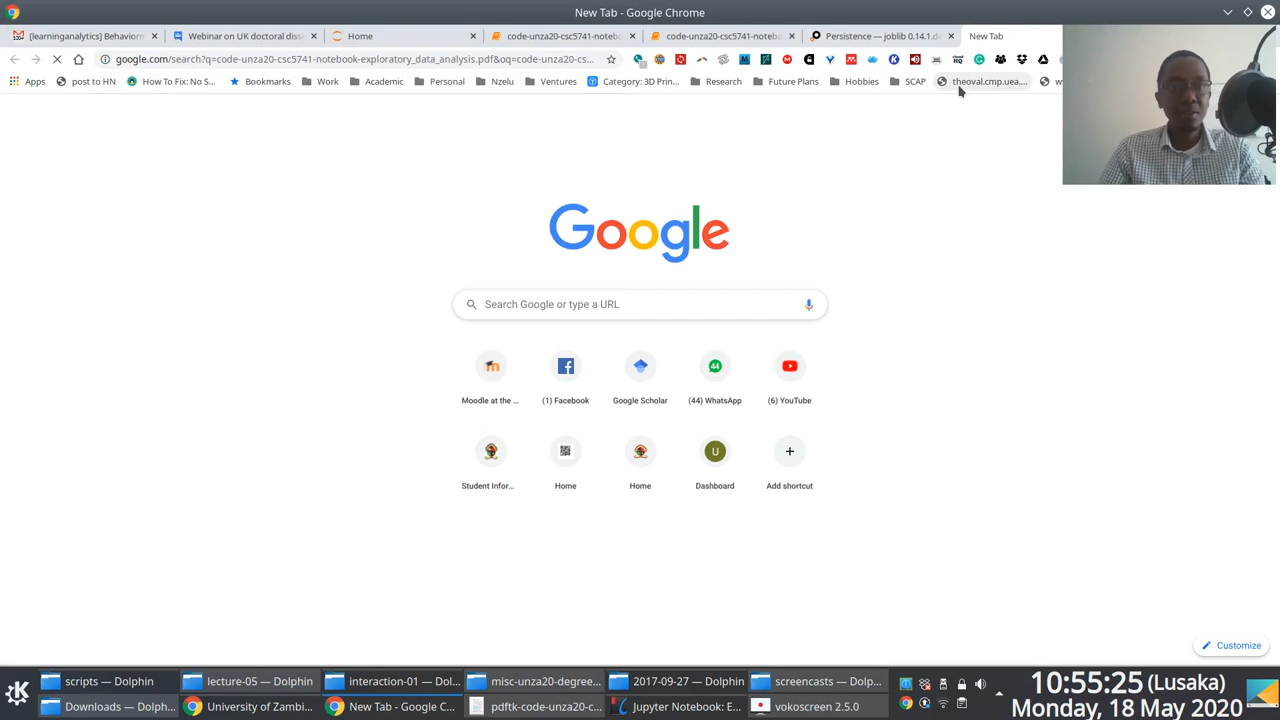 New Tab - Google Chrome
[learninganalytics] Behaviorm
Webinar on UK doctoral disse
Home
code-unza20-csc5741-notebo
code-unza20-csc5741-notebo
Persistence — joblib 0.14.1.de
New Tab
google.com/search?q=code-unza20-csc5741-notebook-exploratory_data_analysis.pdf&oq=code-unza20-cs...
Apps
post to HN
How To Fix: No S...
Bookmarks
Work
Academic
Personal
Nzelu
Ventures
Category: 3D Prin...
Research
Future Plans
Hobbies
SCAP
theoval.cmp.uea....
Google
Search Google or type a URL
Moodle at the ...
(1) Facebook
Google Scholar
44
(44) WhatsApp
(6) YouTube
Student Infor...
Home
Home
U
Dashboard
Add shortcut
Customize
scripts — Dolphin
lecture-05 — Dolphin
interaction-01 — Dol...
misc-unza20-degree...
2017-09-27 — Dolphin
screencasts — Dolp...
Downloads — Dolph...
University of Zambi...
New Tab - Google C...
pdftk-code-unza20-c...
Jupyter Notebook: E...
vokoscreen 2.5.0
10:55:25 (Lusaka)
Monday, 18 May 2020